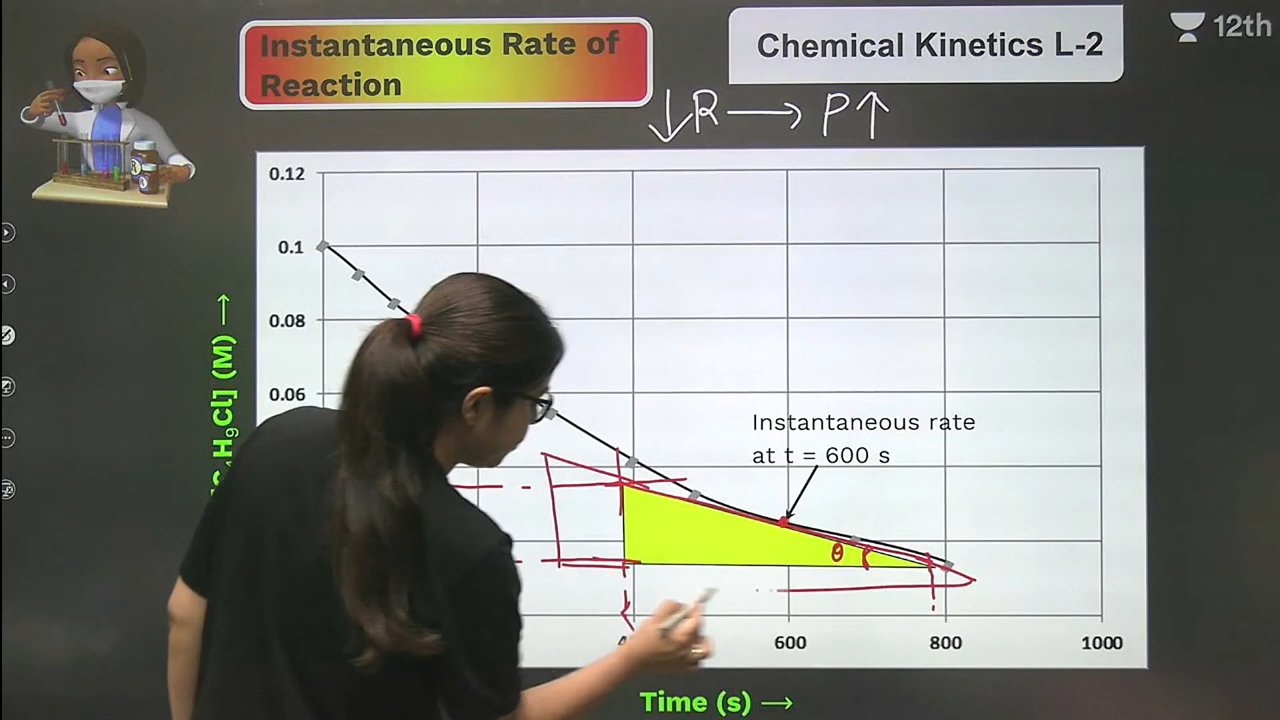 Instantaneous Rate of
Reaction
Chemical Kinetics L-2
12th
↓R → P↑
0.12
0.1
0.08
0.06
H₉Cl] (M) →
Instantaneous rate
at t = 600 s
θ
600
800
1000
Time (s) →